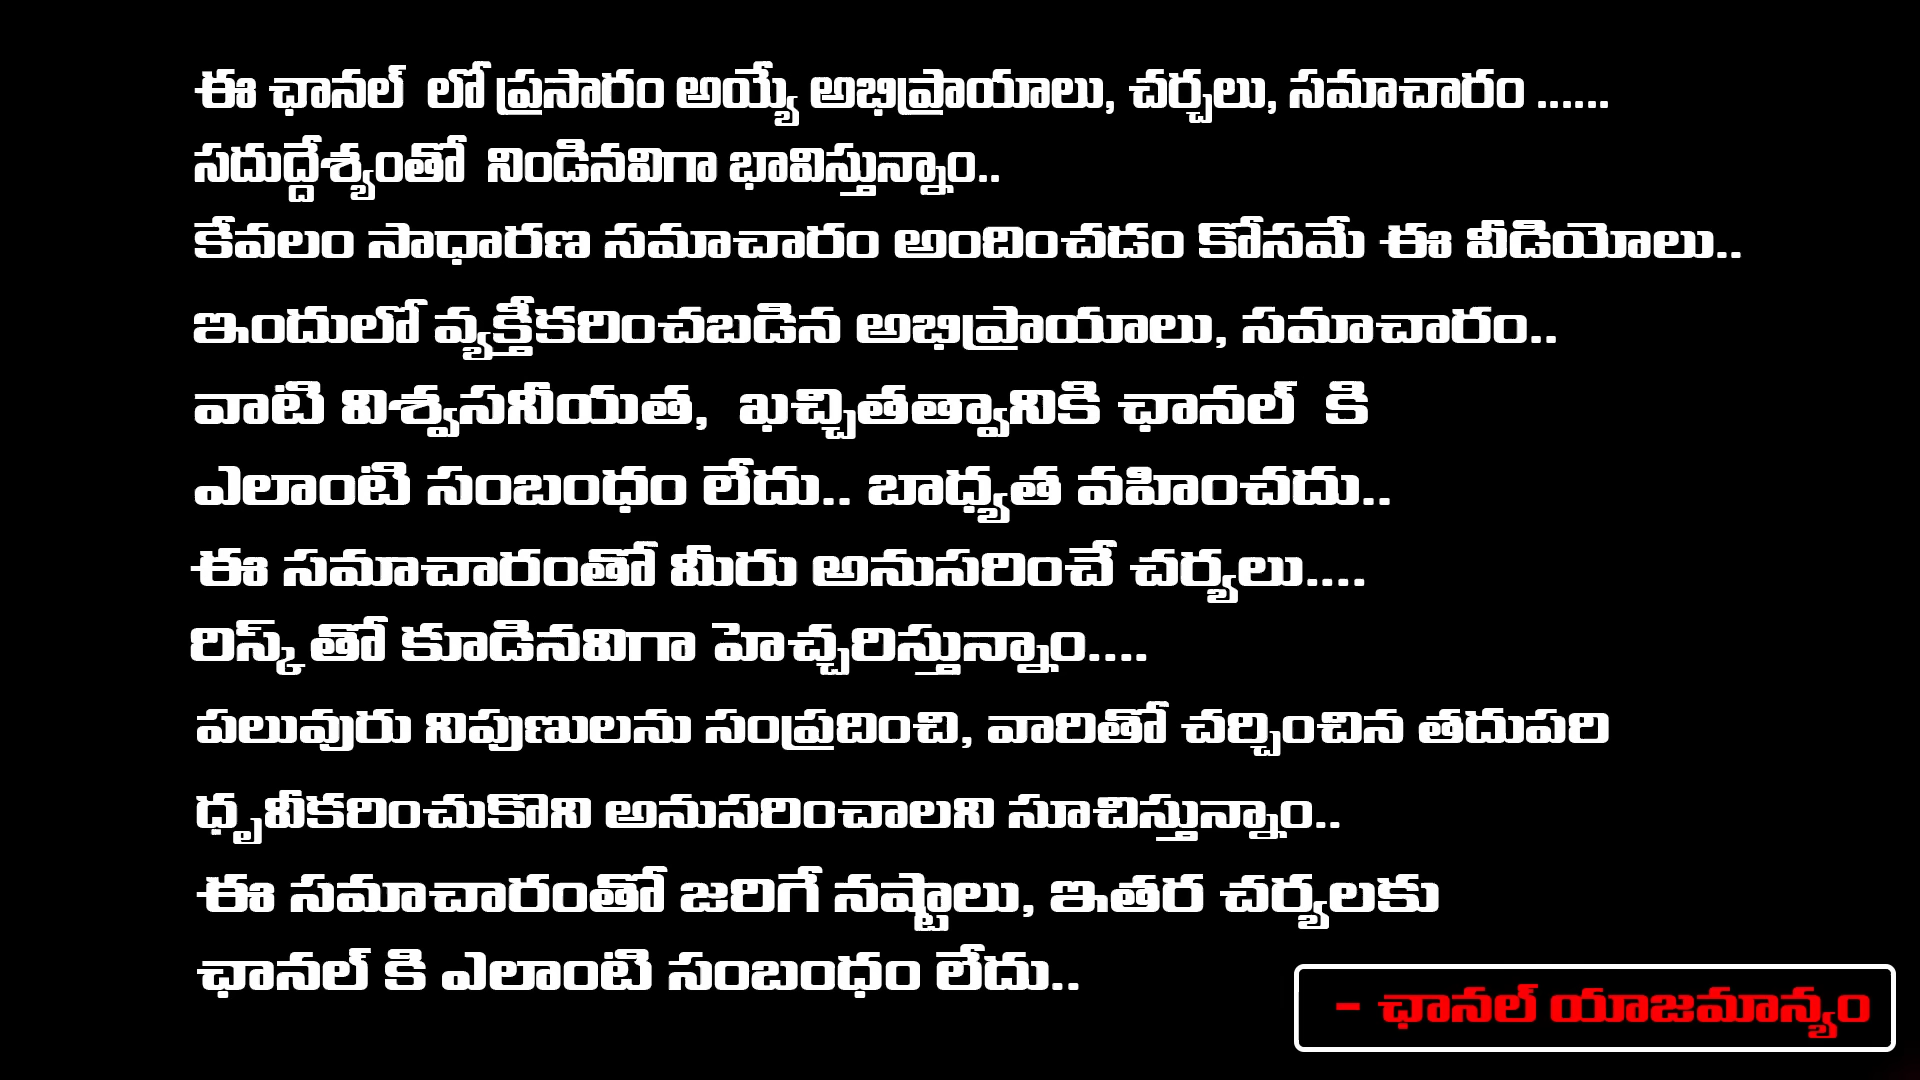 ఈ ఛానల్ లో ప్రసారం అయ్యే అభిప్రాయాలు, చర్చలు, సమాచారం ......
సదుద్దేశ్యంతో నిండినవిగా భావిస్తున్నాం..
కేవలం సాధారణ సమాచారం అందించడం కోసమే ఈ వీడియోలు..
ఇందులో వ్యక్తీకరించబడిన అభిప్రాయాలు, సమాచారం..
వాటి విశ్వసనీయత, ఖచ్చితత్వానికి ఛానల్ కి
ఎలాంటి సంబంధం లేదు.. బాధ్యత వహించదు..
ఈ సమాచారంతో మీరు అనుసరించే చర్యలు....
రిస్క్ తో కూడినవిగా హెచ్చరిస్తున్నాం....
పలువురు నిపుణులను సంప్రదించి, వారితో చర్చించిన తదుపరి
ధృవీకరించుకొని అనుసరించాలని సూచిస్తున్నాం..
ఈ సమాచారంతో జరిగే నష్టాలు, ఇతర చర్యలకు
ఛానల్ కి ఎలాంటి సంబంధం లేదు..
- ఛానల్ యాజమాన్యం